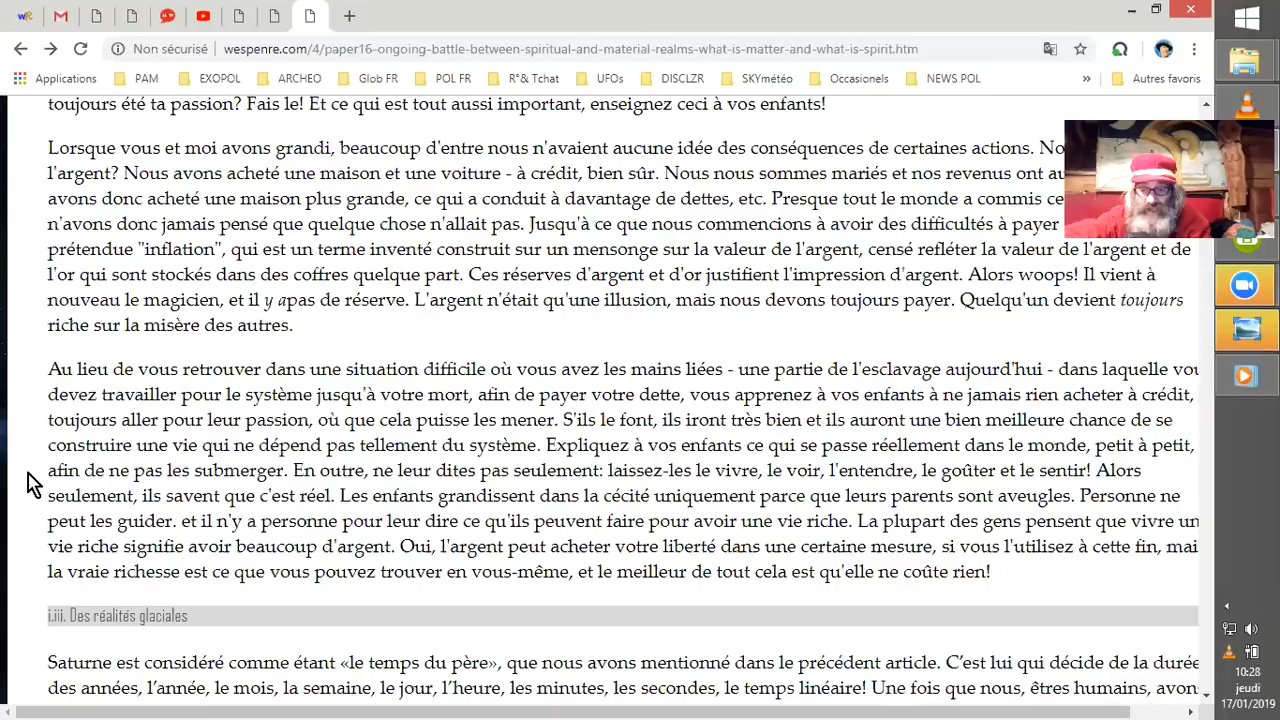 Non sécurisé
wespenre.com/4/paper16-ongoing-battle-between-spiritual-and-material-realms-what-is-matter-and-what-is-spirit.htm
Applications PAM EXOPOL ARCHEO Glob FR POL FR R°& Tchat UFOs DISCLZR SKYmétéo Occasionels NEWS POL » Autres favoris
toujours été ta passion? Fais le! Et ce qui est tout aussi important, enseignez ceci à vos enfants!
Lorsque vous et moi avons grandi, beaucoup d'entre nous n'avaient aucune idée des conséquences de certaines actions.
l'argent? Nous avons acheté une maison et une voiture - à crédit, bien sûr. Nous nous sommes mariés et nos revenus ont
avons donc acheté une maison plus grande, ce qui a conduit à davantage de dettes, etc. Presque tout le monde a commis
n'avons donc jamais pensé que quelque chose n'allait pas. Jusqu'à ce que nous commencions à avoir des difficultés à payer
prétendue "inflation", qui est un terme inventé construit sur un mensonge sur la valeur de l'argent, censé refléter la valeur de l'argent et de
l'or qui sont stockés dans des coffres quelque part. Ces réserves d'argent et d'or justifient l'impression d'argent. Alors woops! Il vient à
nouveau le magicien, et il y apas de réserve. L'argent n'était qu'une illusion, mais nous devons toujours payer. Quelqu'un devient toujours
riche sur la misère des autres.
Au lieu de vous retrouver dans une situation difficile où vous avez les mains liées - une partie de l'esclavage aujourd'hui - dans laquelle vou
devez travailler pour le système jusqu'à votre mort, afin de payer votre dette, vous apprenez à vos enfants à ne jamais rien acheter à crédit,
toujours aller pour leur passion, où que cela puisse les mener. S'ils le font, ils iront très bien et ils auront une bien meilleure chance de se
construire une vie qui ne dépend pas tellement du système. Expliquez à vos enfants ce qui se passe réellement dans le monde, petit à petit,
afin de ne pas les submerger. En outre, ne leur dites pas seulement: laissez-les le vivre, le voir, l'entendre, le goûter et le sentir! Alors
seulement, ils savent que c'est réel. Les enfants grandissent dans la cécité uniquement parce que leurs parents sont aveugles. Personne ne
peut les guider. et il n'y a personne pour leur dire ce qu'ils peuvent faire pour avoir une vie riche. La plupart des gens pensent que vivre un
vie riche signifie avoir beaucoup d'argent. Oui, l'argent peut acheter votre liberté dans une certaine mesure, si vous l'utilisez à cette fin, mai
la vraie richesse est ce que vous pouvez trouver en vous-même, et le meilleur de tout cela est qu'elle ne coûte rien!
i.iii. Des réalités glaciales
Saturne est considéré comme étant «le temps du père», que nous avons mentionné dans le précédent article. C'est lui qui décide de la durée
des années, l'année, le mois, la semaine, le jour, l'heure, les minutes, les secondes, le temps linéaire! Une fois que nous, êtres humains, avon
10:28
jeudi
17/01/2019